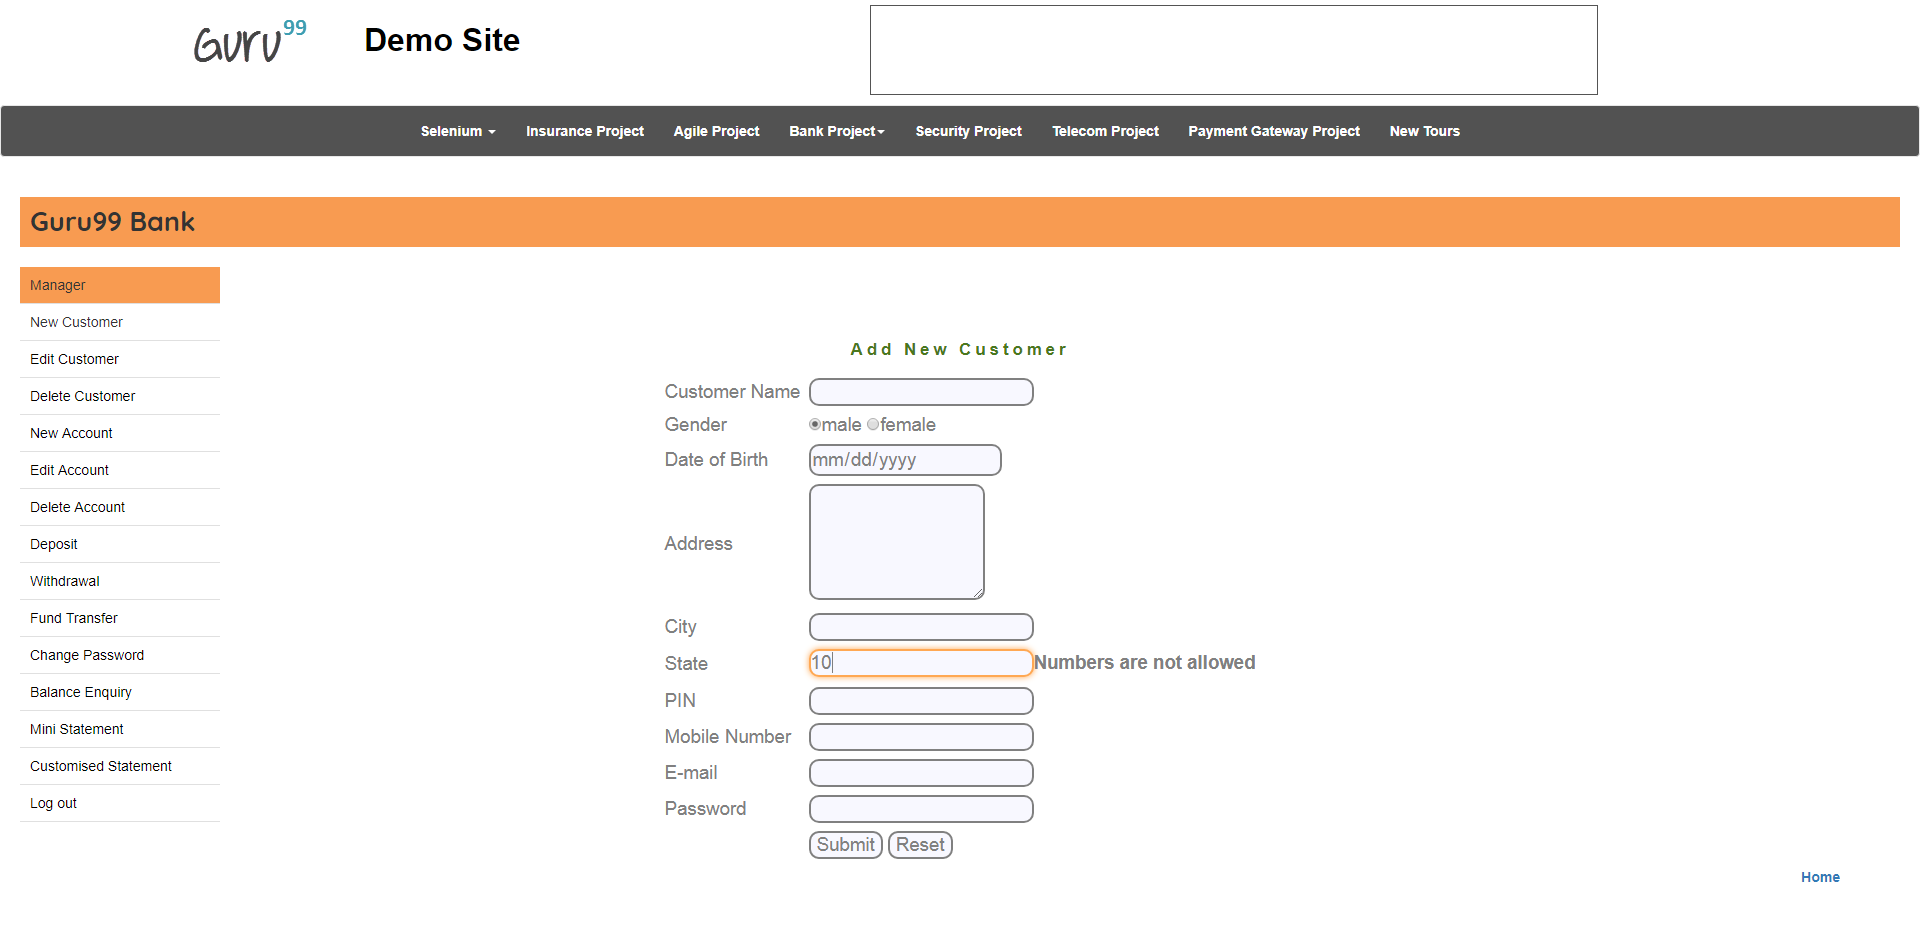 Guru99
Demo Site
Selenium
Insurance Project
Agile Project
Bank Project
Security Project
Telecom Project
Payment Gateway Project
New Tours
Guru99 Bank
Manager
New Customer
Edit Customer
Delete Customer
New Account
Edit Account
Delete Account
Deposit
Withdrawal
Fund Transfer
Change Password
Balance Enquiry
Mini Statement
Customised Statement
Log out
Add New Customer
Customer Name
Gender male female
Date of Birth mm/dd/yyyy
Address
City
State 10 Numbers are not allowed
PIN
Mobile Number
E-mail
Password
Submit Reset
Home